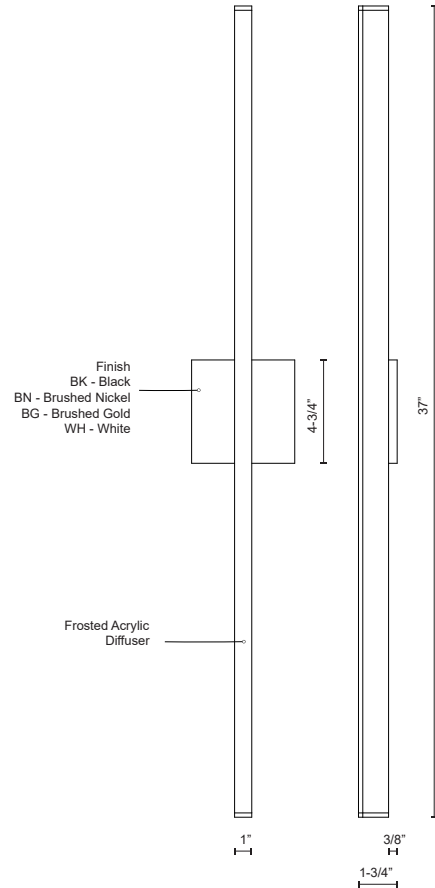 Finish
BK - Black
BN - Brushed Nickel
BG - Brushed Gold
WH - White
4-3/4”
37”
Frosted Acrylic
Diffuser
1”
3/8”
1-3/4”